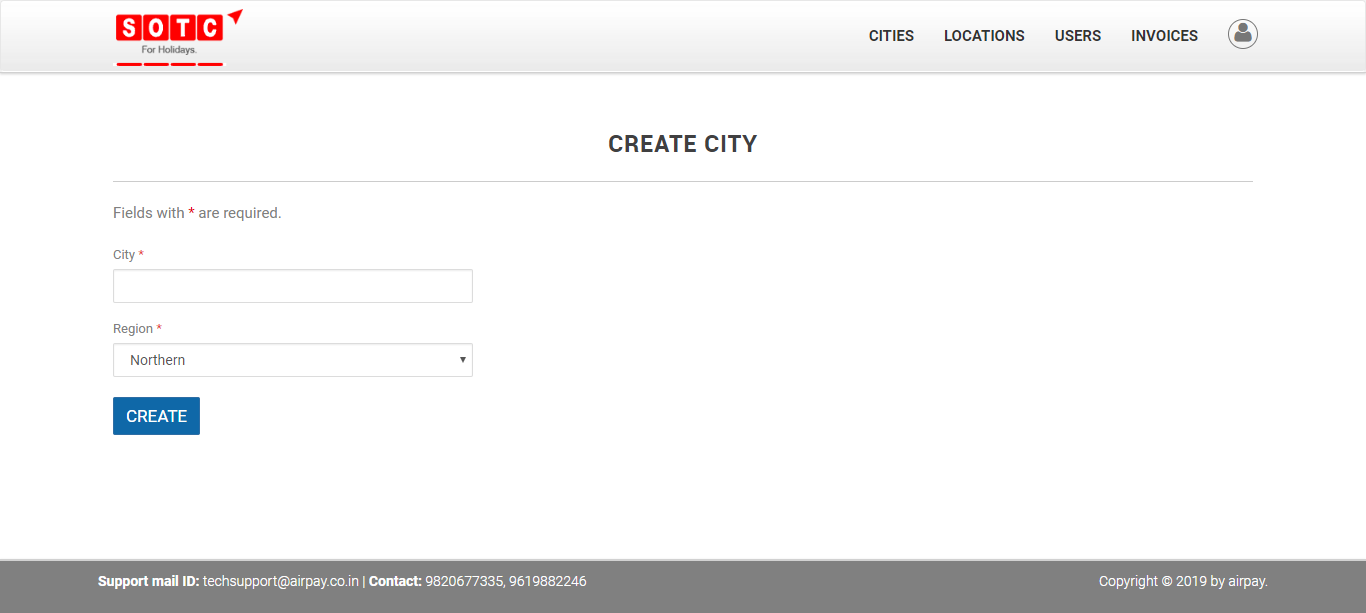 SOTC
For Holidays.
CITIES LOCATIONS USERS INVOICES
CREATE CITY
Fields with * are required.
City *
Region *
Northern
CREATE
Support mail ID: techsupport@airpay.co.in | Contact: 9820677335, 9619882246
Copyright © 2019 by airpay.